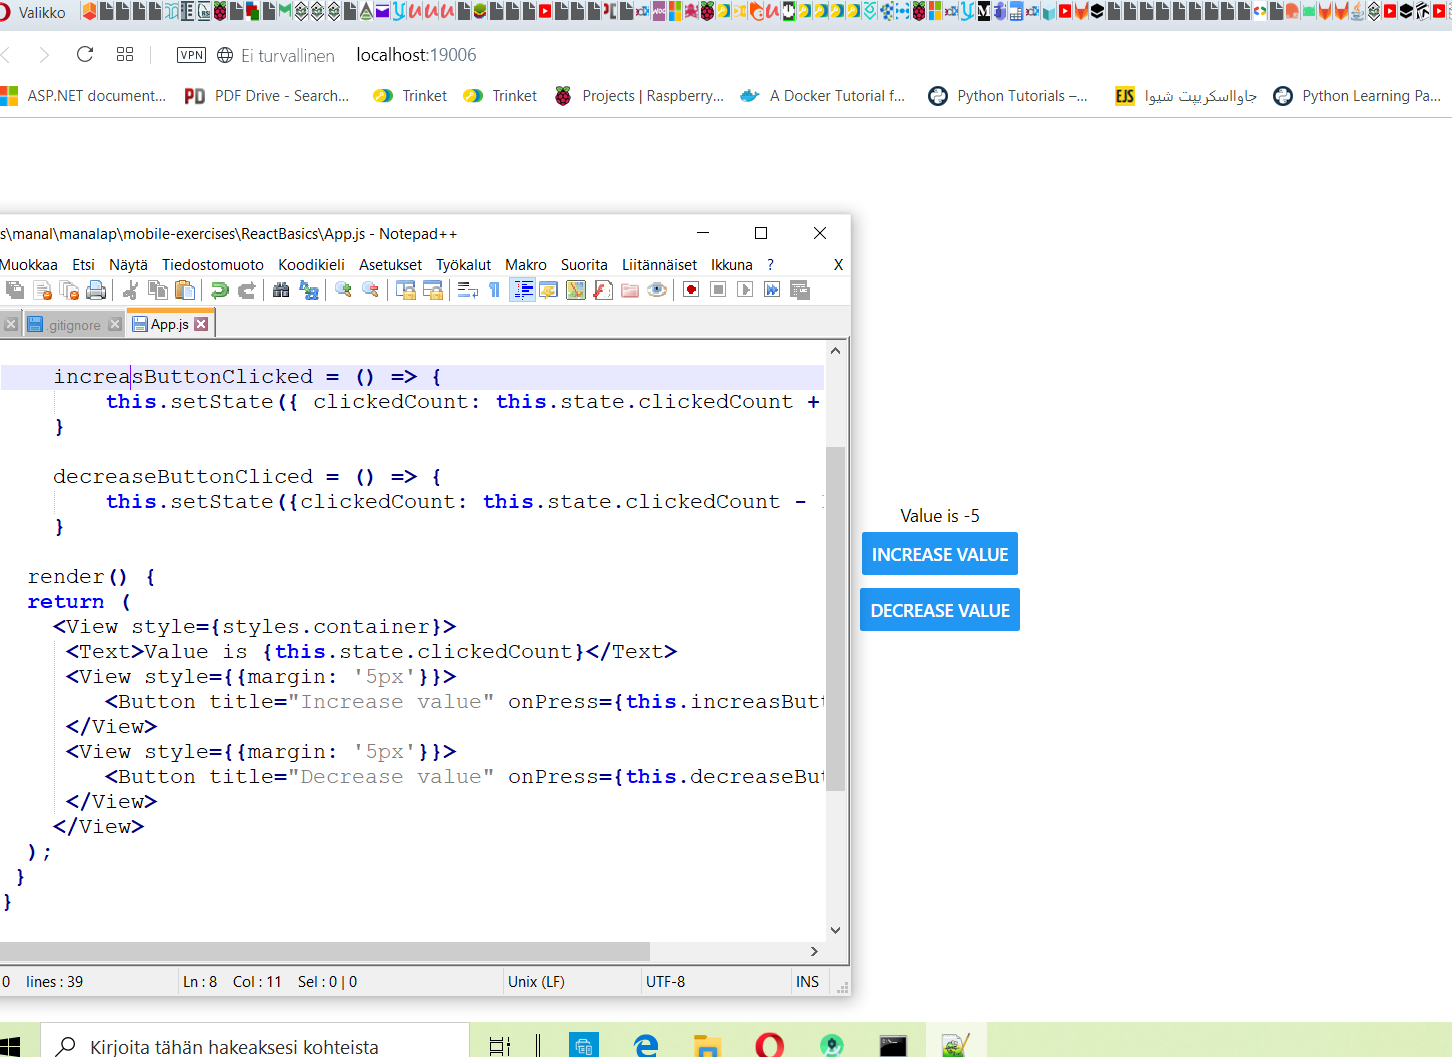 Valikko
VPN Ei turvallinen localhost:19006
ASP.NET document... PDF Drive - Search... Trinket Trinket Projects | Raspberry... A Docker Tutorial f... Python Tutorials –... EJS جاوااسکریپت شیوا Python Learning Pa...
s\manal\manalap\mobile-exercises\ReactBasics\App.js - Notepad++
Muokkaa Etsi Näytä Tiedostomuoto Koodikieli Asetukset Työkalut Makro Suorita Liitännäiset Ikkuna ? X
.gitignore App.js
increasButtonClicked = () => {
this.setState({ clickedCount: this.state.clickedCount +
}
decreaseButtonCliced = () => {
this.setState({clickedCount: this.state.clickedCount -
}
render() {
return (
<View style={styles.container}>
<Text>Value is {this.state.clickedCount}</Text>
<View style={{margin: '5px'}}>
<Button title="Increase value" onPress={this.increasButt
</View>
<View style={{margin: '5px'}}>
<Button title="Decrease value" onPress={this.decreaseBut
</View>
</View>
);
}
}
0 lines : 39 Ln : 8 Col : 11 Sel : 0 | 0 Unix (LF) UTF-8 INS
Value is -5
INCREASE VALUE
DECREASE VALUE
Kirjoita tähän hakeaksesi kohteista